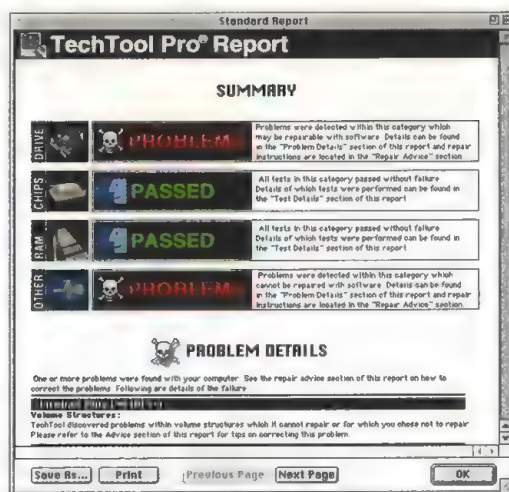 Standard Report
TechTool Pro® Report
SUMMARY
DRIVE
PROBLEM
Problems were detected within this category which
may be repairable with software. Details can be found
in the "Problem Details" section of this report and repair
instructions are located in the "Repair Advice" section
CHIPS
PASSED
All tests in this category passed without failure
Details of which tests were performed can be found in
the "Test Details" section of this report
RAM
PASSED
All tests in this category passed without failure
Details of which tests were performed can be found in
the "Test Details" section of this report
OTHER
PROBLEM
Problems were detected within this category which
cannot be repaired with software. Details can be found
in the "Problem Details" section of this report and repair
instructions are located in the "Repair Advice" section.
PROBLEM DETAILS
One or more problems were found with your computer. See the repair advice section of this report on how to
correct the problems. Following are details of the failure
Volume Structures:
TechTool discovered problems within volume structures which it cannot repair or for which you chose not to repair
Please refer to the Advice section of this report for tips on correcting this problem.
Save As...
Print
Previous Page
Next Page
OK